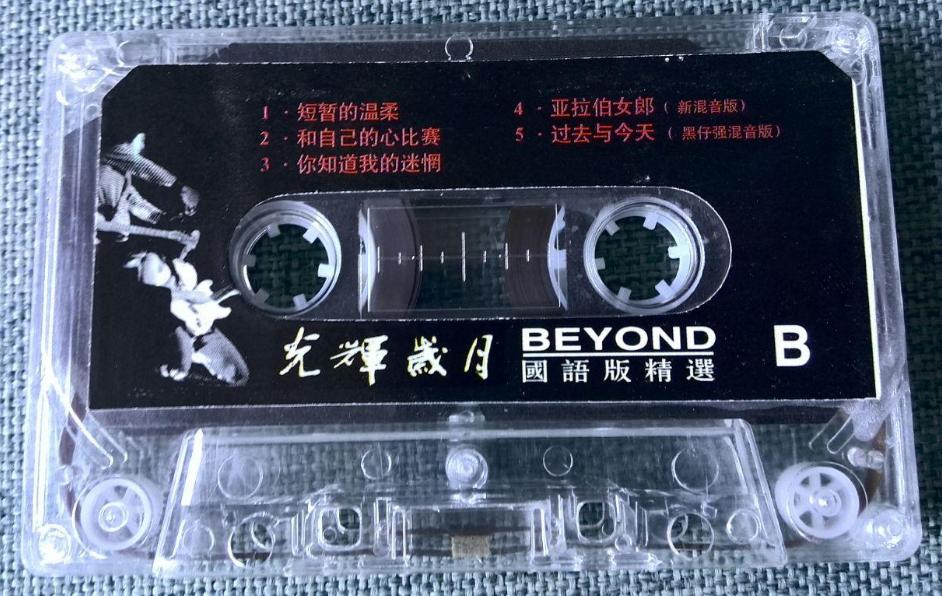 1·短暂的温柔
2·和自己的心比赛
3·你知道我的迷惘
4·亚拉伯女郎（新混音版）
5·过去与今天（黑仔强混音版）
光輝歲月
BEYOND
國語版精選
B